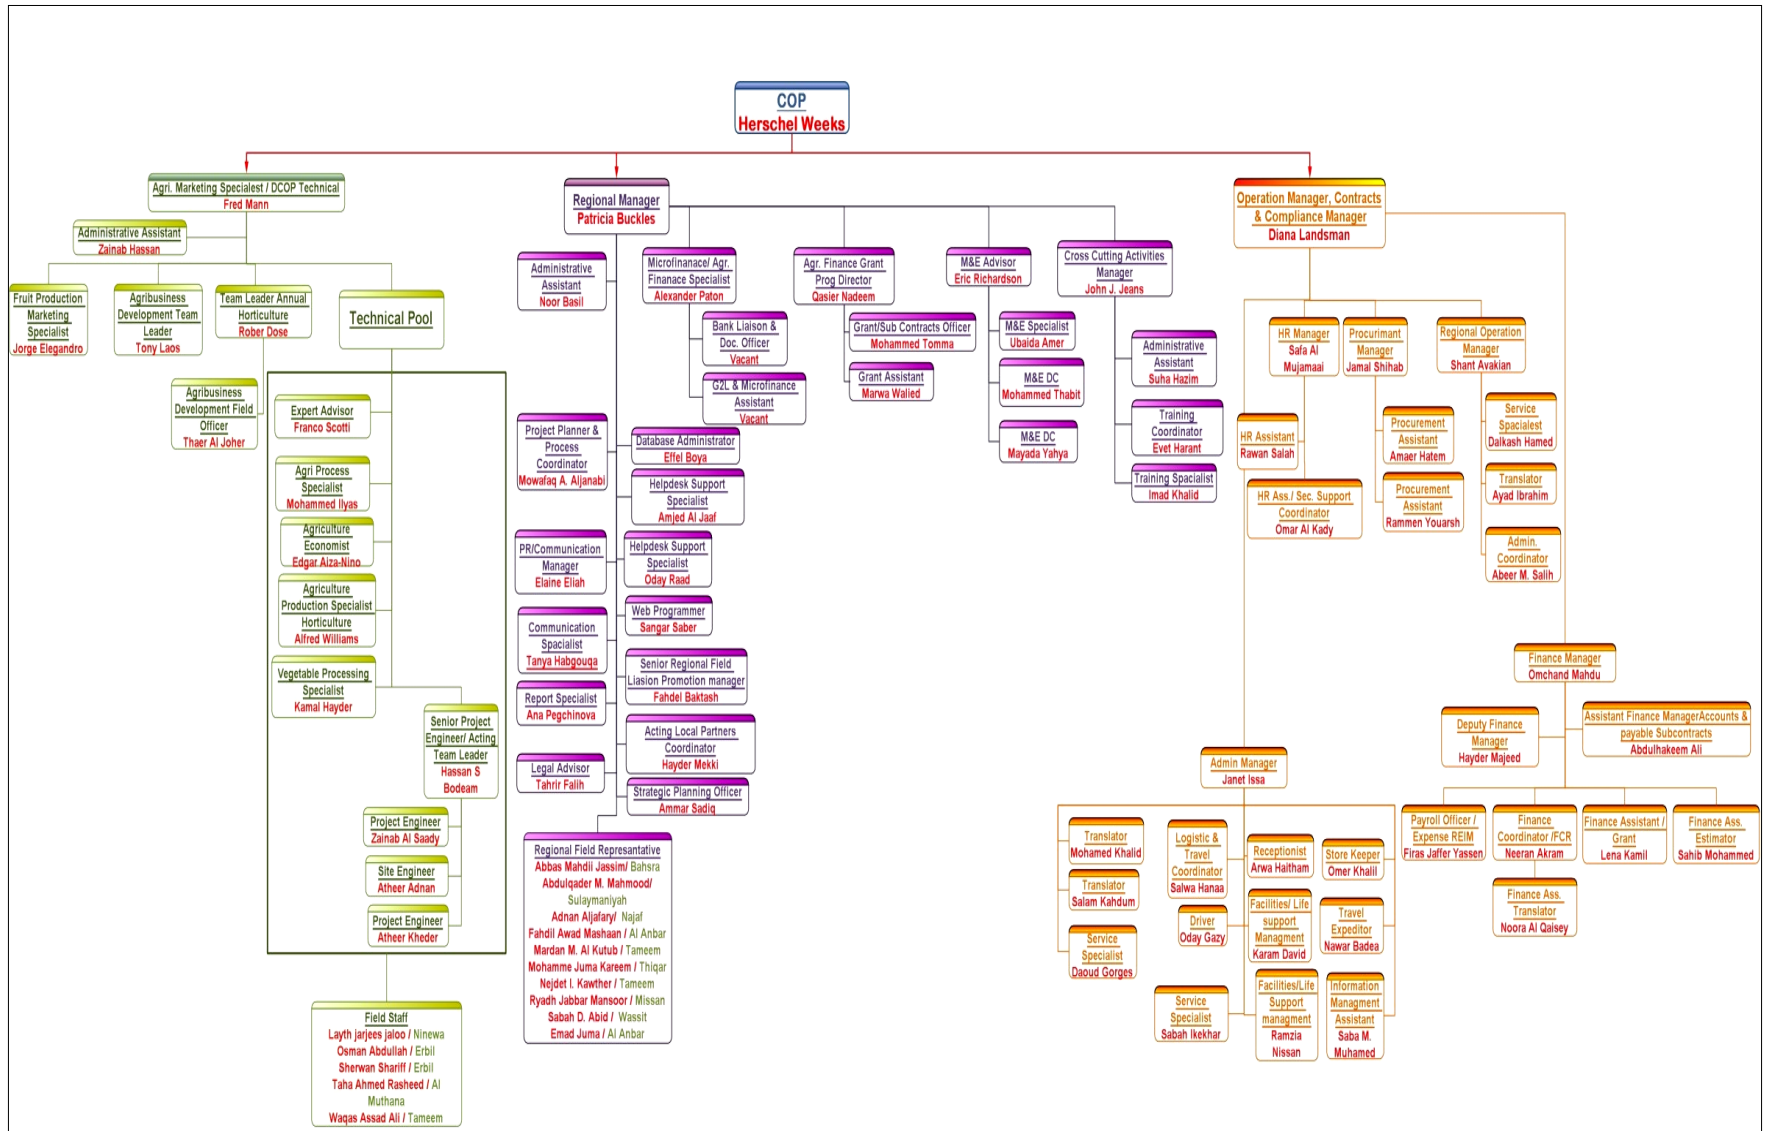 COP
Herschel Weeks
Agri. Marketing Specialest / DCOP Technical
Fred Mann
Administrative Assistant
Zainab Hassan
Fruit Production
Marketing
Specialist
Jorge Elegandro
Agribusiness
Development Team
Leader
Tony Laos
Team Leader Annual
Horticulture
Rober Dose
Technical Pool
Agribusiness
Development Field
Officer
Thaer Al Joher
Expert Advisor
Franco Scotti
Agri Process
Specialist
Mohammed Ilyas
Agriculture
Economist
Edgar Aiza-Nino
Agriculture
Production Specialist
Horticulture
Alfred Williams
Vegetable Processing
Specialist
Kamal Hayder
Senior Project
Engineer/ Acting
Team Leader
Hassan S
Bodeam
Project Engineer
Zainab Al Saady
Site Engineer
Atheer Adnan
Project Engineer
Atheer Kheder
Field Staff
Layth jarjees jaloo / Ninewa
Osman Abdullah / Erbil
Sherwan Shariff / Erbil
Taha Ahmed Rasheed / Al
Muthana
Waqas Assad Ali / Tameem
Regional Manager
Patricia Buckles
Administrative
Assistant
Noor Basil
Microfinanace/ Agr.
Finanace Specialist
Alexander Paton
Bank Liaison &
Doc. Officer
Vacant
G2L & Microfinance
Assistant
Vacant
Agr. Finance Grant
Prog Director
Qasier Nadeem
Grant/Sub Contracts Officer
Mohammed Tomma
Grant Assistant
Marwa Walied
M&E Advisor
Eric Richardson
M&E Specialist
Ubaida Amer
M&E DC
Mohammed Thabit
M&E DC
Mayada Yahya
Cross Cutting Activities
Manager
John J. Jeans
Administrative
Assistant
Suha Hazim
Training
Coordinator
Evet Harant
Training Spacialist
Imad Khalid
Project Planner &
Process
Coordinator
Mowafaq A. Aljanabi
Database Administrator
Effel Boya
Helpdesk Support
Specialist
Amjed Al Jaaf
PR/Communication
Manager
Elaine Eliah
Helpdesk Support
Specialist
Oday Raad
Communication
Spacialist
Tanya Habgouqa
Web Programmer
Sangar Saber
Senior Regional Field
Liasion Promotion manager
Fahdel Baktash
Report Specialist
Ana Pegchinova
Acting Local Partners
Coordinator
Hayder Mekki
Legal Advisor
Tahrir Falih
Strategic Planning Officer
Ammar Sadiq
Regional Field Represantative
Abbas Mahdii Jassim/ Bahsra
Abdulqader M. Mahmood/
Sulaymaniyah
Adnan Aljafary/ Najaf
Fahdil Awad Mashaan / Al Anbar
Mardan M. Al Kutub / Tameem
Mohamme Juma Kareem / Thiqar
Nejdet I. Kawther / Tameem
Ryadh Jabbar Mansoor / Missan
Sabah D. Abid / Wassit
Emad Juma / Al Anbar
Operation Manager, Contracts
& Compliance Manager
Diana Landsman
HR Manager
Safa Al
Mujamaai
Procurimant
Manager
Jamal Shihab
Regional Operation
Manager
Shant Avakian
HR Assistant
Rawan Salah
HR Ass./ Sec. Support
Coordinator
Omar Al Kady
Procurement
Assistant
Amaer Hatem
Procurement
Assistant
Rammen Youarsh
Service
Spacialest
Dalkash Hamed
Translator
Ayad Ibrahim
Admin.
Coordinator
Abeer M. Salih
Finance Manager
Omchand Mahdu
Deputy Finance
Manager
Hayder Majeed
Assistant Finance ManagerAccounts &
payable Subcontracts
Abdulhakeem Ali
Payroll Officer /
Expense REIM
Firas Jaffer Yassen
Finance
Coordinator /FCR
Neeran Akram
Finance Assistant /
Grant
Lena Kamil
Finance Ass.
Estimator
Sahib Mohammed
Finance Ass.
Translator
Noora Al Qaisey
Admin Manager
Janet Issa
Translator
Mohamed Khalid
Translator
Salam Kahdum
Service
Specialist
Daoud Gorges
Logistic &
Travel
Coordinator
Salwa Hanaa
Driver
Oday Gazy
Service
Specialist
Sabah Ikekhar
Receptionist
Arwa Haitham
Facilities/ Life
support
Managment
Karam David
Facilities/Life
Support
managment
Ramzia
Nissan
Store Keeper
Omer Khalil
Travel
Expeditor
Nawar Badea
Information
Managment
Assistant
Saba M.
Muhamed